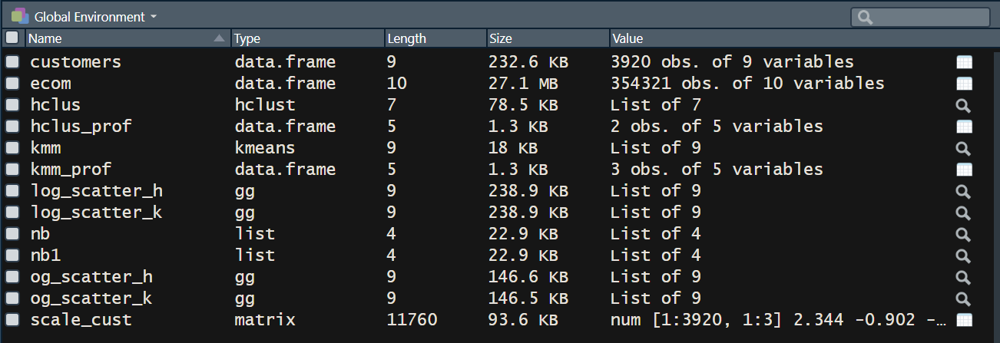 Global Environment
Name Type Length Size Value
customers data.frame 9 232.6 KB 3920 obs. of 9 variables
ecom data.frame 10 27.1 MB 354321 obs. of 10 variables
hclus hclust 7 78.5 KB List of 7
hclus_prof data.frame 5 1.3 KB 2 obs. of 5 variables
kmm kmeans 9 18 KB List of 9
kmm_prof data.frame 5 1.3 KB 3 obs. of 5 variables
log_scatter_h gg 9 238.9 KB List of 9
log_scatter_k gg 9 238.9 KB List of 9
nb list 4 22.9 KB List of 4
nb1 list 4 22.9 KB List of 4
og_scatter_h gg 9 146.6 KB List of 9
og_scatter_k gg 9 146.5 KB List of 9
scale_cust matrix 11760 93.6 KB num [1:3920, 1:3] 2.344 -0.902 -…